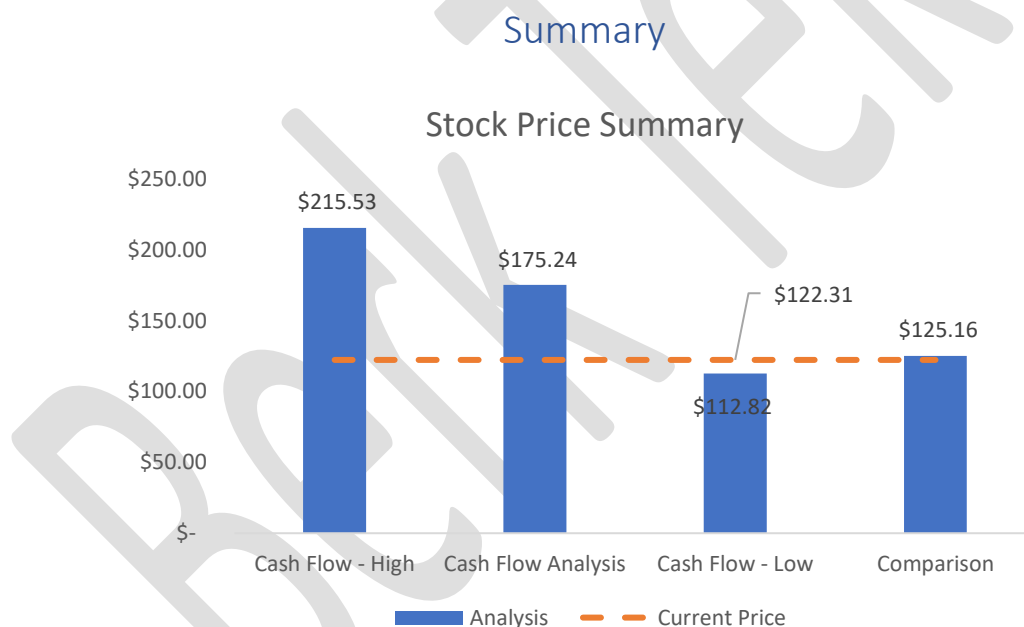 Summary
Stock Price Summary
$250.00
$215.53
$200.00
$175.24
$122.31
$150.00
$125.16
$100.00
$112.82
$50.00
$-
Cash Flow - High Cash Flow Analysis Cash Flow - Low Comparison
Analysis Current Price